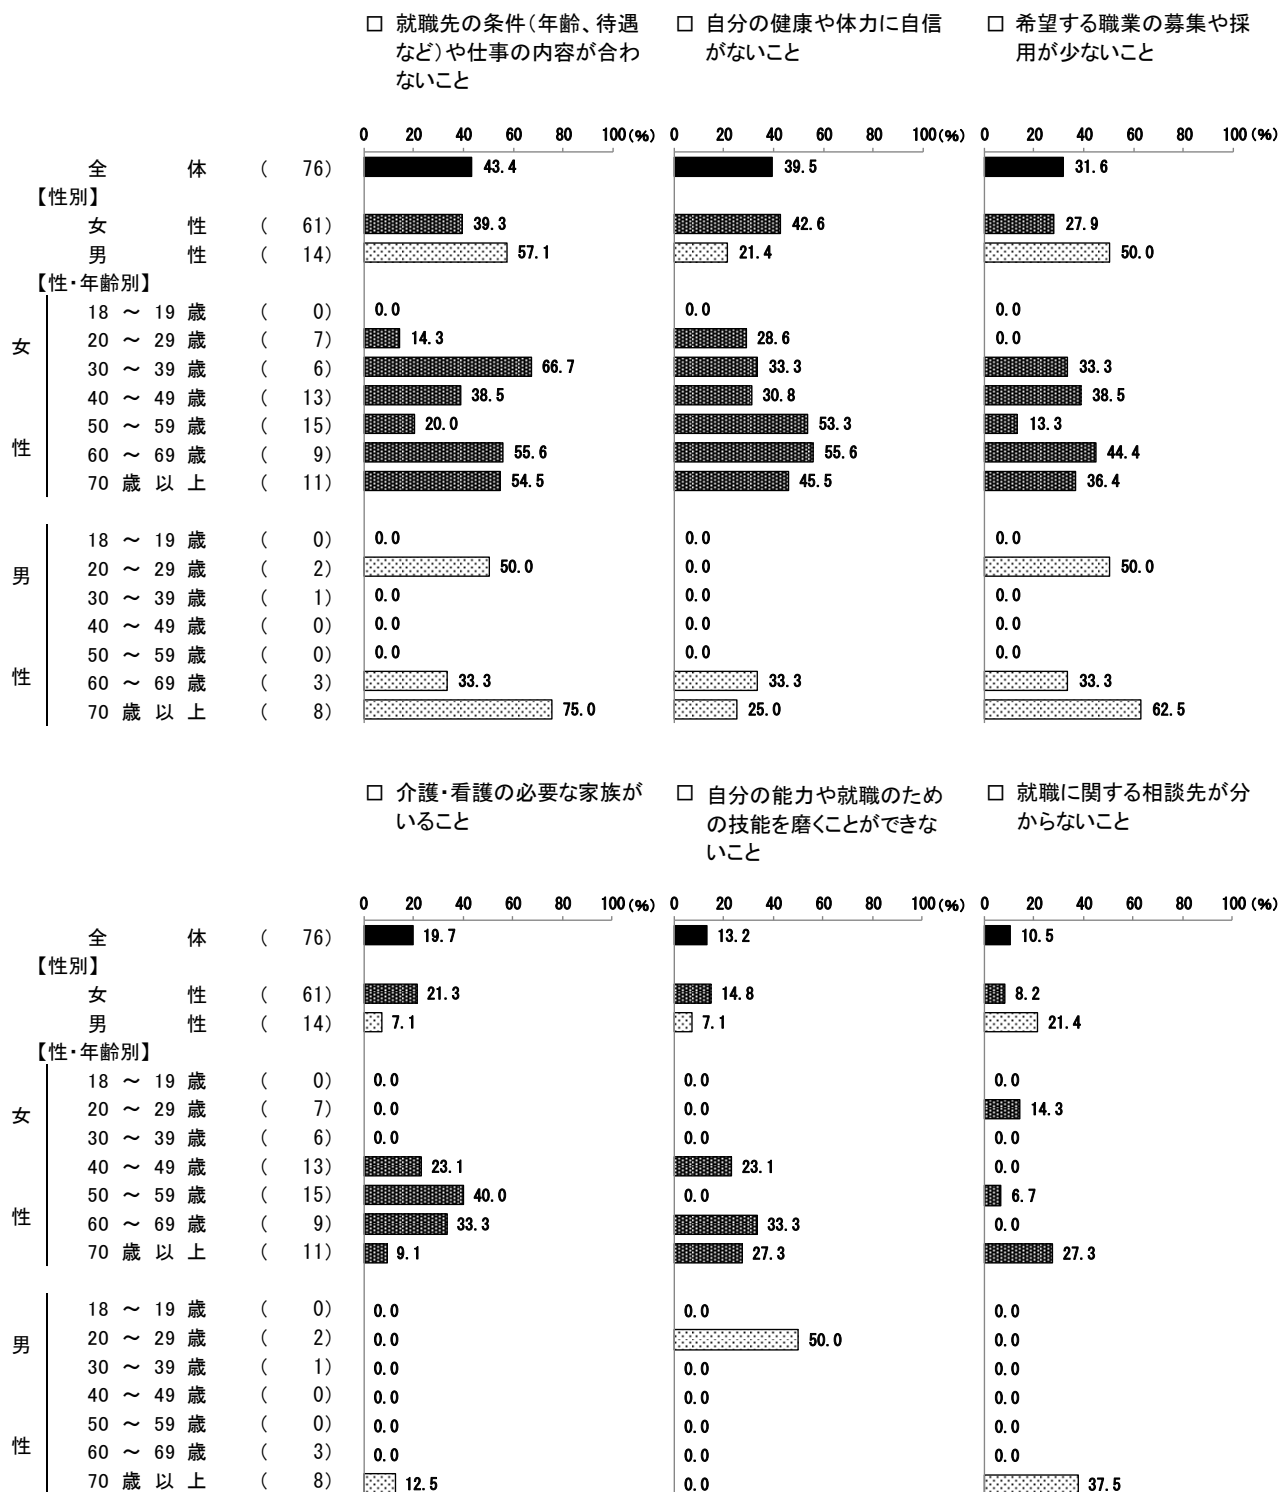 □ 就職先の条件(年齢、待遇
など)や仕事の内容が合わ
ないこと
□ 自分の健康や体力に自信
がないこと
□ 希望する職業の募集や採
用が少ないこと
0 20 40 60 80 100(%) 0 20 40 60 80 100(%) 0 20 40 60 80 100(%)
全 体 ( 76) 43.4 39.5 31.6
【性別】
女 性 ( 61) 39.3 42.6 27.9
男 性 ( 14) 57.1 21.4 50.0
【性・年齢別】
女性
18 ～ 19 歳 ( 0) 0.0 0.0 0.0
20 ～ 29 歳 ( 7) 14.3 28.6 0.0
30 ～ 39 歳 ( 6) 66.7 33.3 33.3
40 ～ 49 歳 ( 13) 38.5 30.8 38.5
50 ～ 59 歳 ( 15) 20.0 53.3 13.3
60 ～ 69 歳 ( 9) 55.6 55.6 44.4
70 歳 以 上 ( 11) 54.5 45.5 36.4
男性
18 ～ 19 歳 ( 0) 0.0 0.0 0.0
20 ～ 29 歳 ( 2) 50.0 0.0 50.0
30 ～ 39 歳 ( 1) 0.0 0.0 0.0
40 ～ 49 歳 ( 0) 0.0 0.0 0.0
50 ～ 59 歳 ( 0) 0.0 0.0 0.0
60 ～ 69 歳 ( 3) 33.3 33.3 33.3
70 歳 以 上 ( 8) 75.0 25.0 62.5
□ 介護・看護の必要な家族が
いること
□ 自分の能力や就職のため
の技能を磨くことができな
いこと
□ 就職に関する相談先が分
からないこと
0 20 40 60 80 100(%) 0 20 40 60 80 100(%) 0 20 40 60 80 100(%)
全 体 ( 76) 19.7 13.2 10.5
【性別】
女 性 ( 61) 21.3 14.8 8.2
男 性 ( 14) 7.1 7.1 21.4
【性・年齢別】
女性
18 ～ 19 歳 ( 0) 0.0 0.0 0.0
20 ～ 29 歳 ( 7) 0.0 0.0 14.3
30 ～ 39 歳 ( 6) 0.0 0.0 0.0
40 ～ 49 歳 ( 13) 23.1 23.1 0.0
50 ～ 59 歳 ( 15) 40.0 0.0 6.7
60 ～ 69 歳 ( 9) 33.3 33.3 0.0
70 歳 以 上 ( 11) 9.1 27.3 27.3
男性
18 ～ 19 歳 ( 0) 0.0 0.0 0.0
20 ～ 29 歳 ( 2) 0.0 50.0 0.0
30 ～ 39 歳 ( 1) 0.0 0.0 0.0
40 ～ 49 歳 ( 0) 0.0 0.0 0.0
50 ～ 59 歳 ( 0) 0.0 0.0 0.0
60 ～ 69 歳 ( 3) 0.0 0.0 0.0
70 歳 以 上 ( 8) 12.5 0.0 37.5